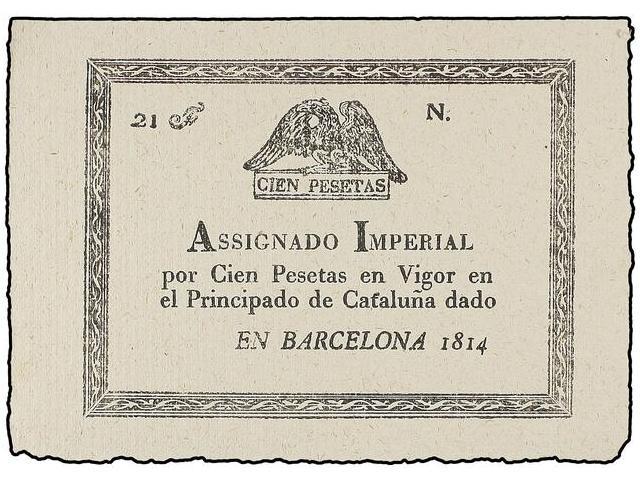 21 N.
CIEN PESETAS
ASSIGNADO IMPERIAL
por Cien Pesetas en Vigor en
el Principado de Cataluña dado
EN BARCELONA 1814